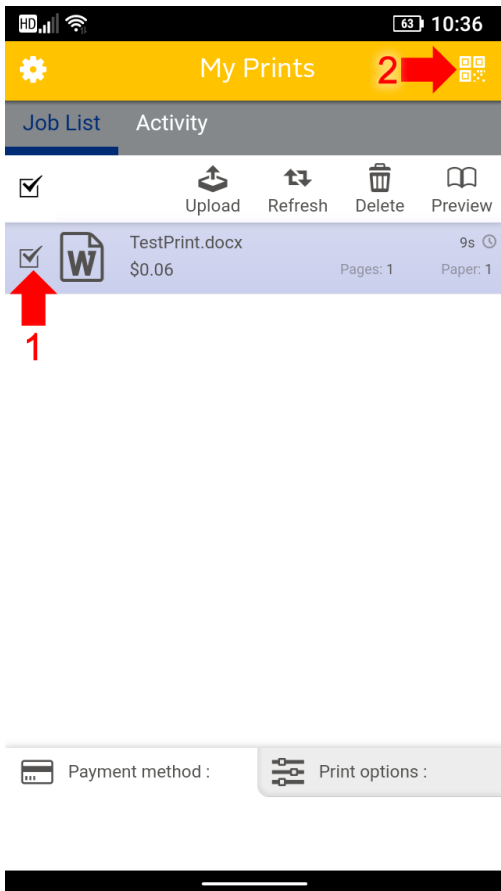 HD 63 10:36
My Prints 2
Job List Activity
Upload Refresh Delete Preview
W TestPrint.docx 9s
$0.06 Pages: 1 Paper: 1
1
Payment method : Print options :